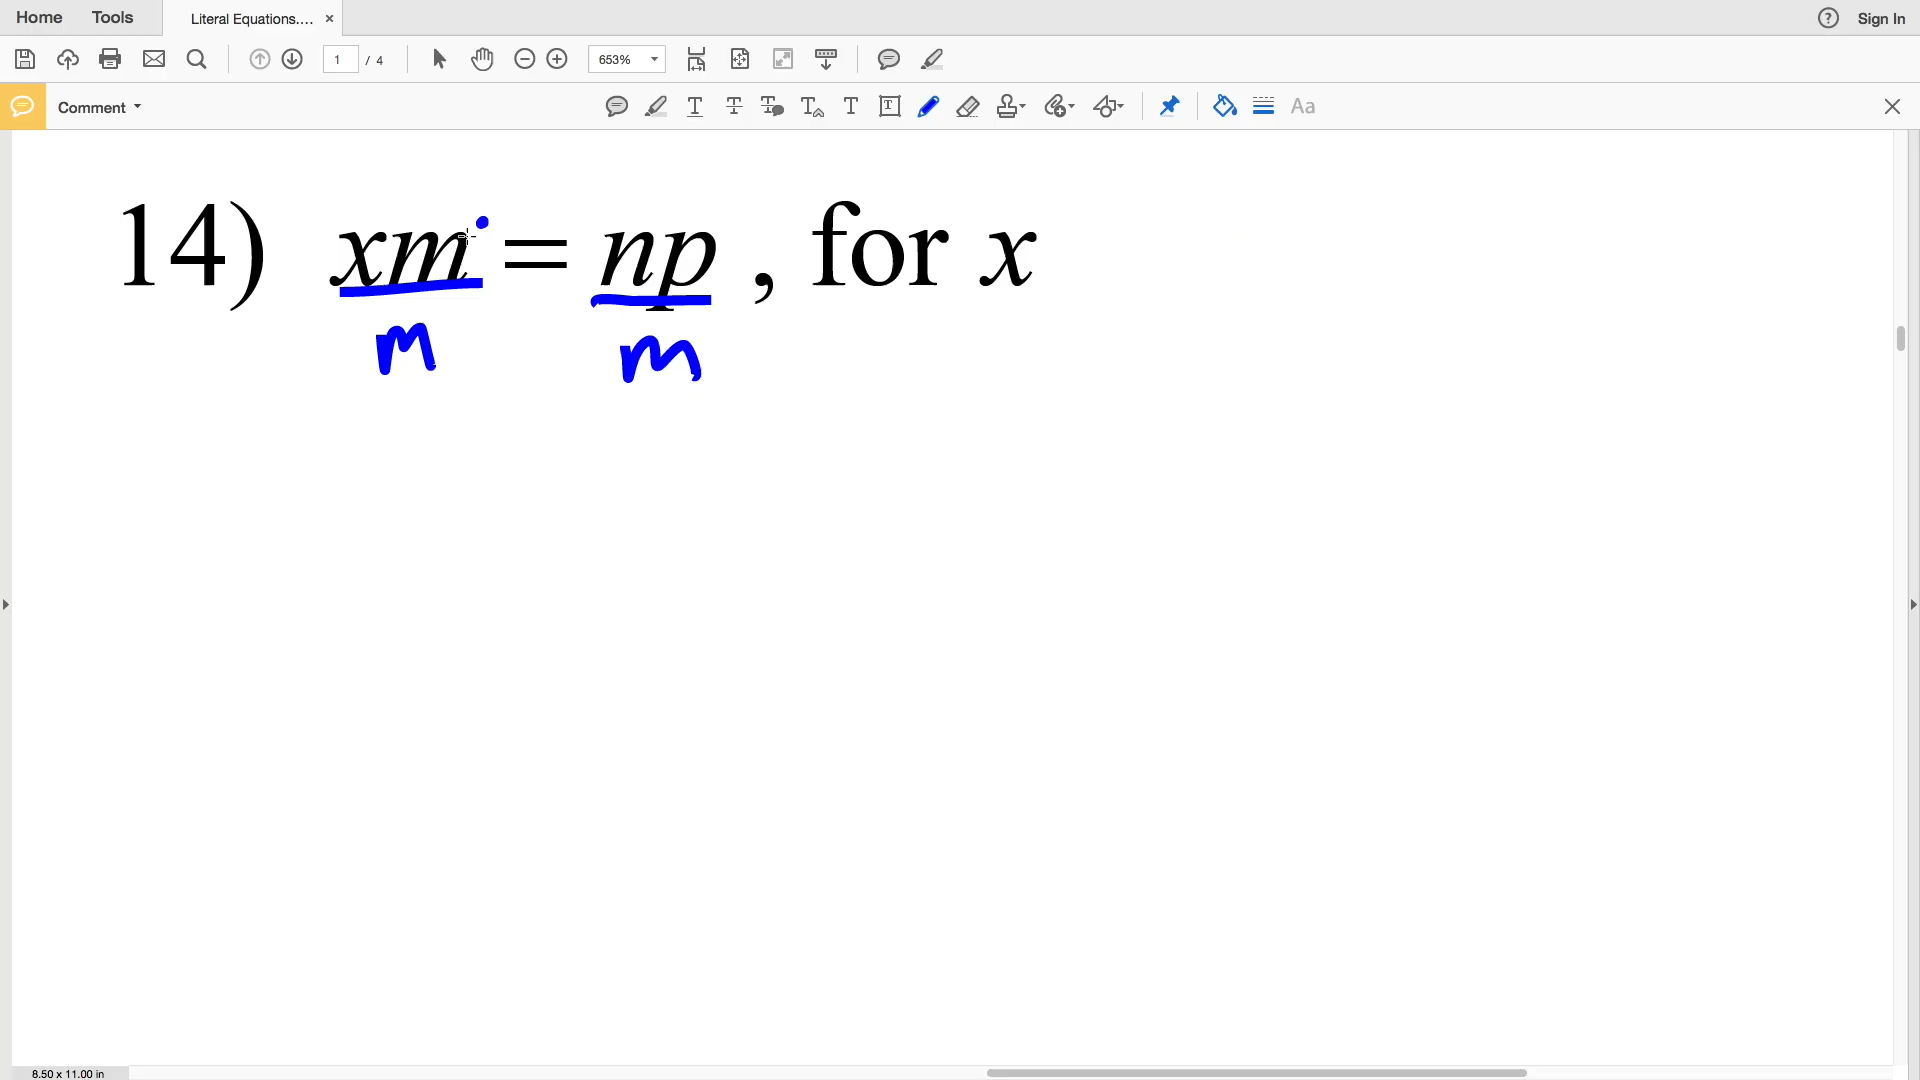 Home Tools Literal Equations.... × ? Sign In
1 / 4 653%
Comment T T T T T T Aa
14) xm = np , for x
m m
8.50 x 11.00 in